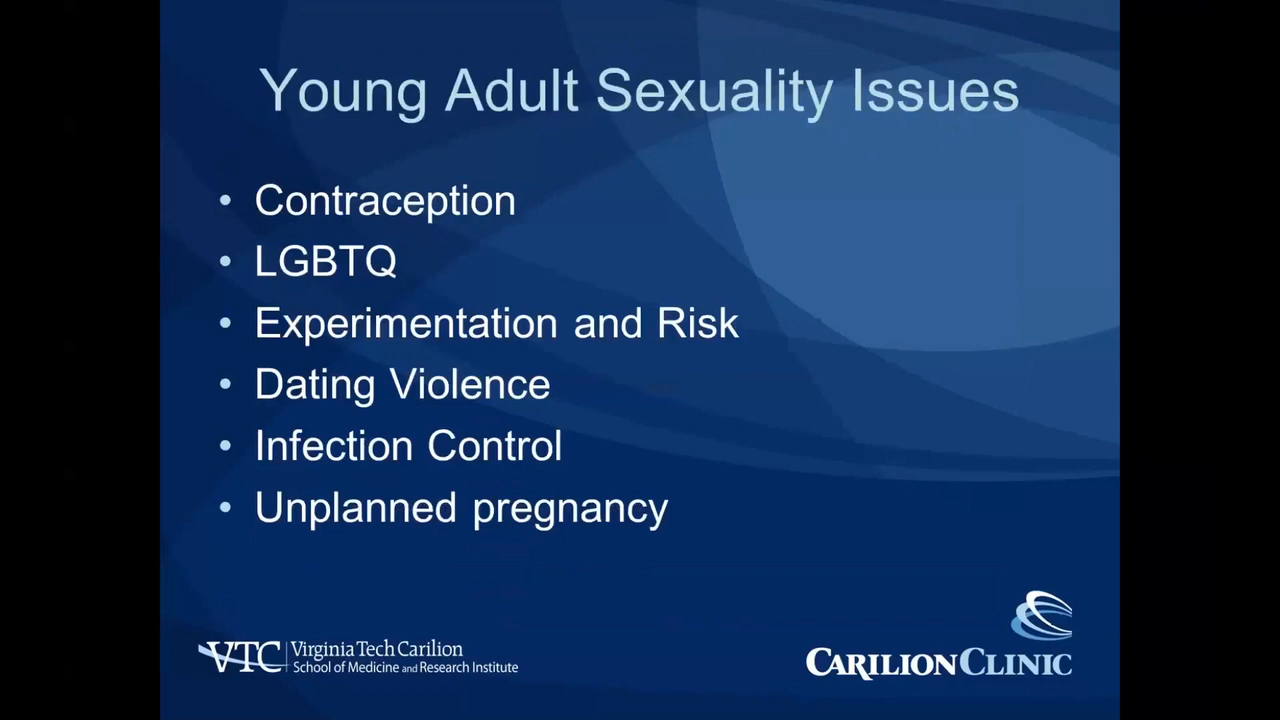 Young Adult Sexuality Issues
• Contraception
• LGBTQ
• Experimentation and Risk
• Dating Violence
• Infection Control
• Unplanned pregnancy
VTC Virginia Tech Carilion
School of Medicine and Research Institute
CARILION CLINIC